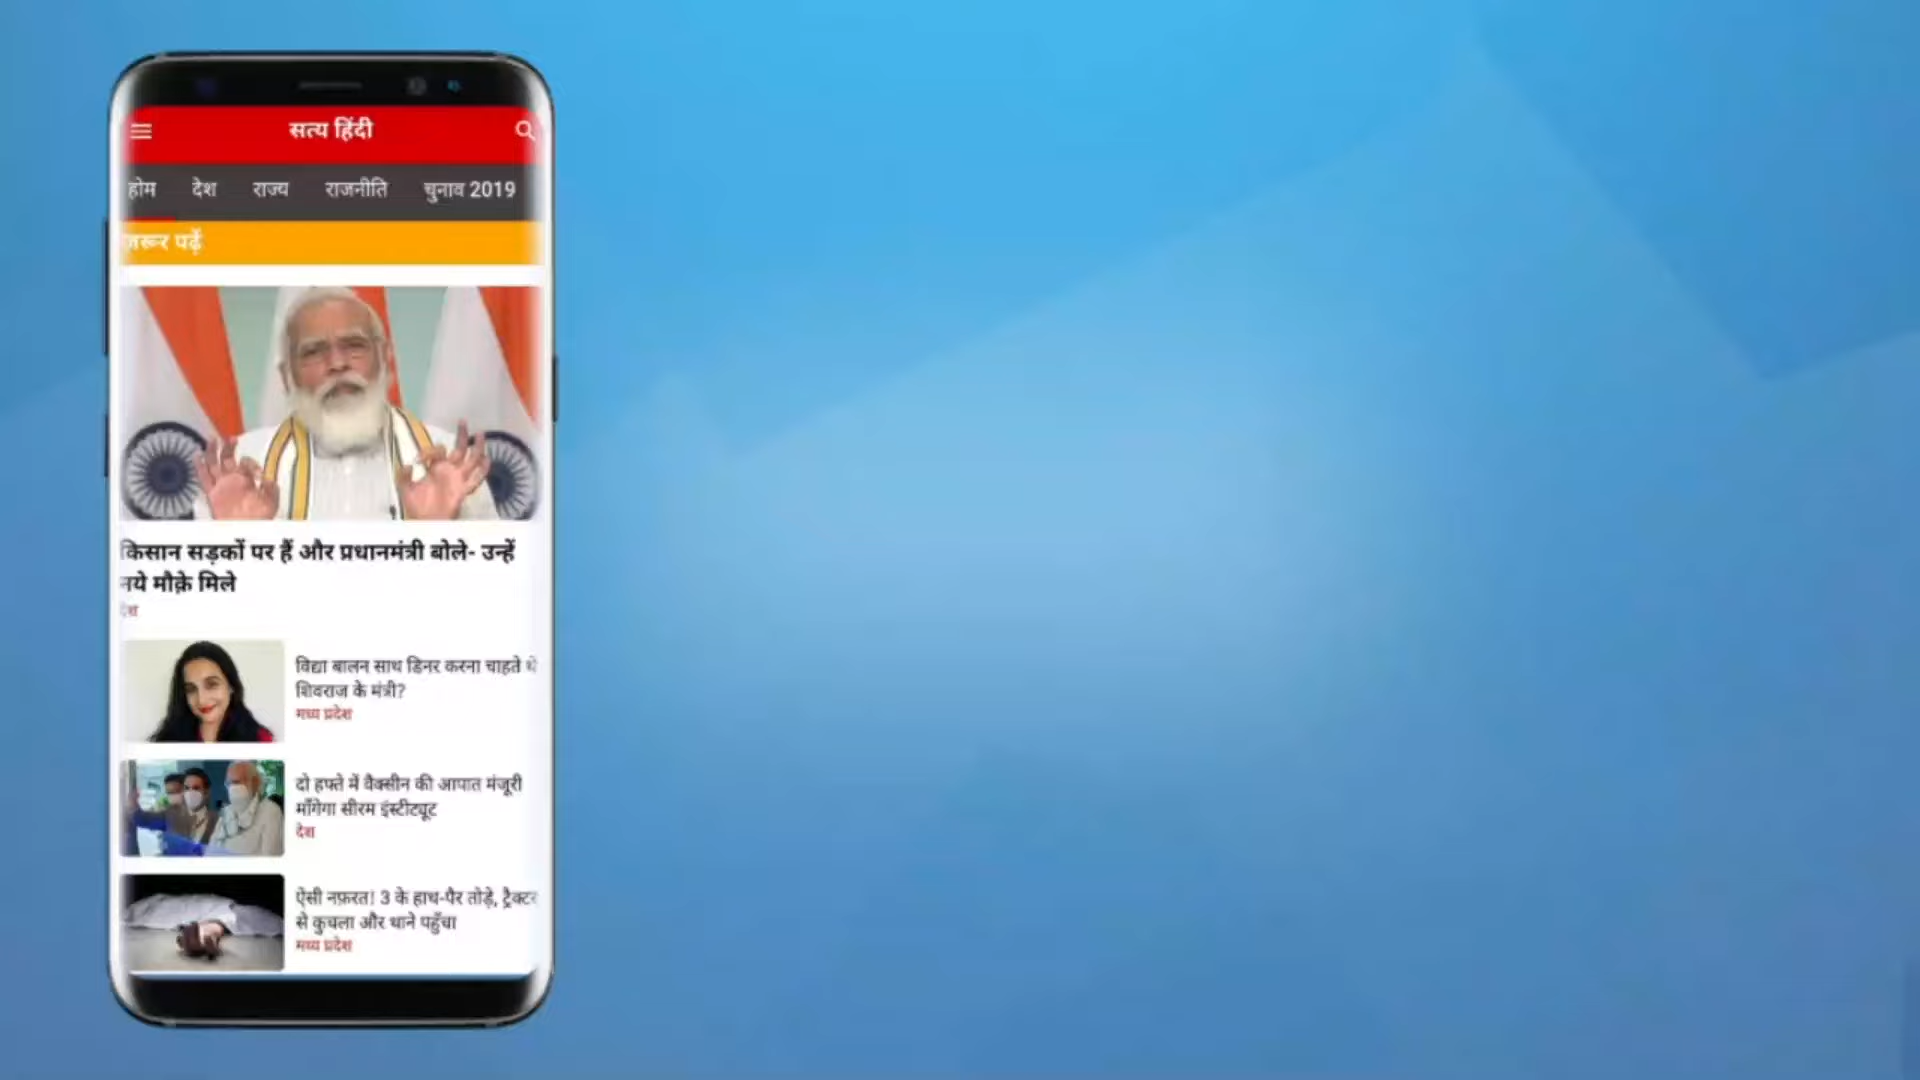 सत्य हिंदी
होम देश राज्य राजनीति चुनाव 2019
ज़रूर पढ़ें
किसान सड़कों पर हैं और प्रधानमंत्री बोले- उन्हें
नये मौक़े मिले
देश
विद्या बालन साथ डिनर करना चाहते थे
शिवराज के मंत्री?
मध्य प्रदेश
दो हफ्ते में वैक्सीन की आपात मंजूरी
माँगेगा सीरम इंस्टीट्यूट
देश
ऐसी नफ़रत! 3 के हाथ-पैर तोड़े, ट्रैक्टर
से कुचला और थाने पहुँचा
मध्य प्रदेश